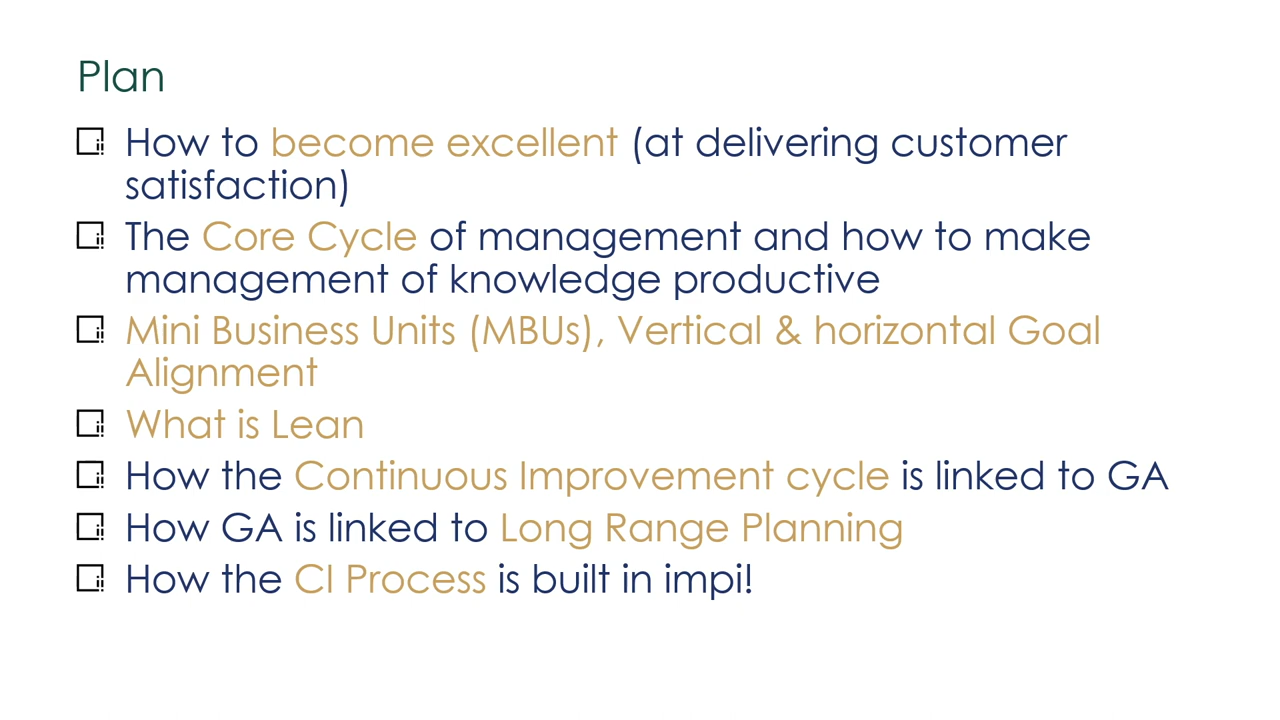 Plan
How to become excellent (at delivering customer
satisfaction)
The Core Cycle of management and how to make
management of knowledge productive
Mini Business Units (MBUs), Vertical & horizontal Goal
Alignment
What is Lean
How the Continuous Improvement cycle is linked to GA
How GA is linked to Long Range Planning
How the CI Process is built in impi!